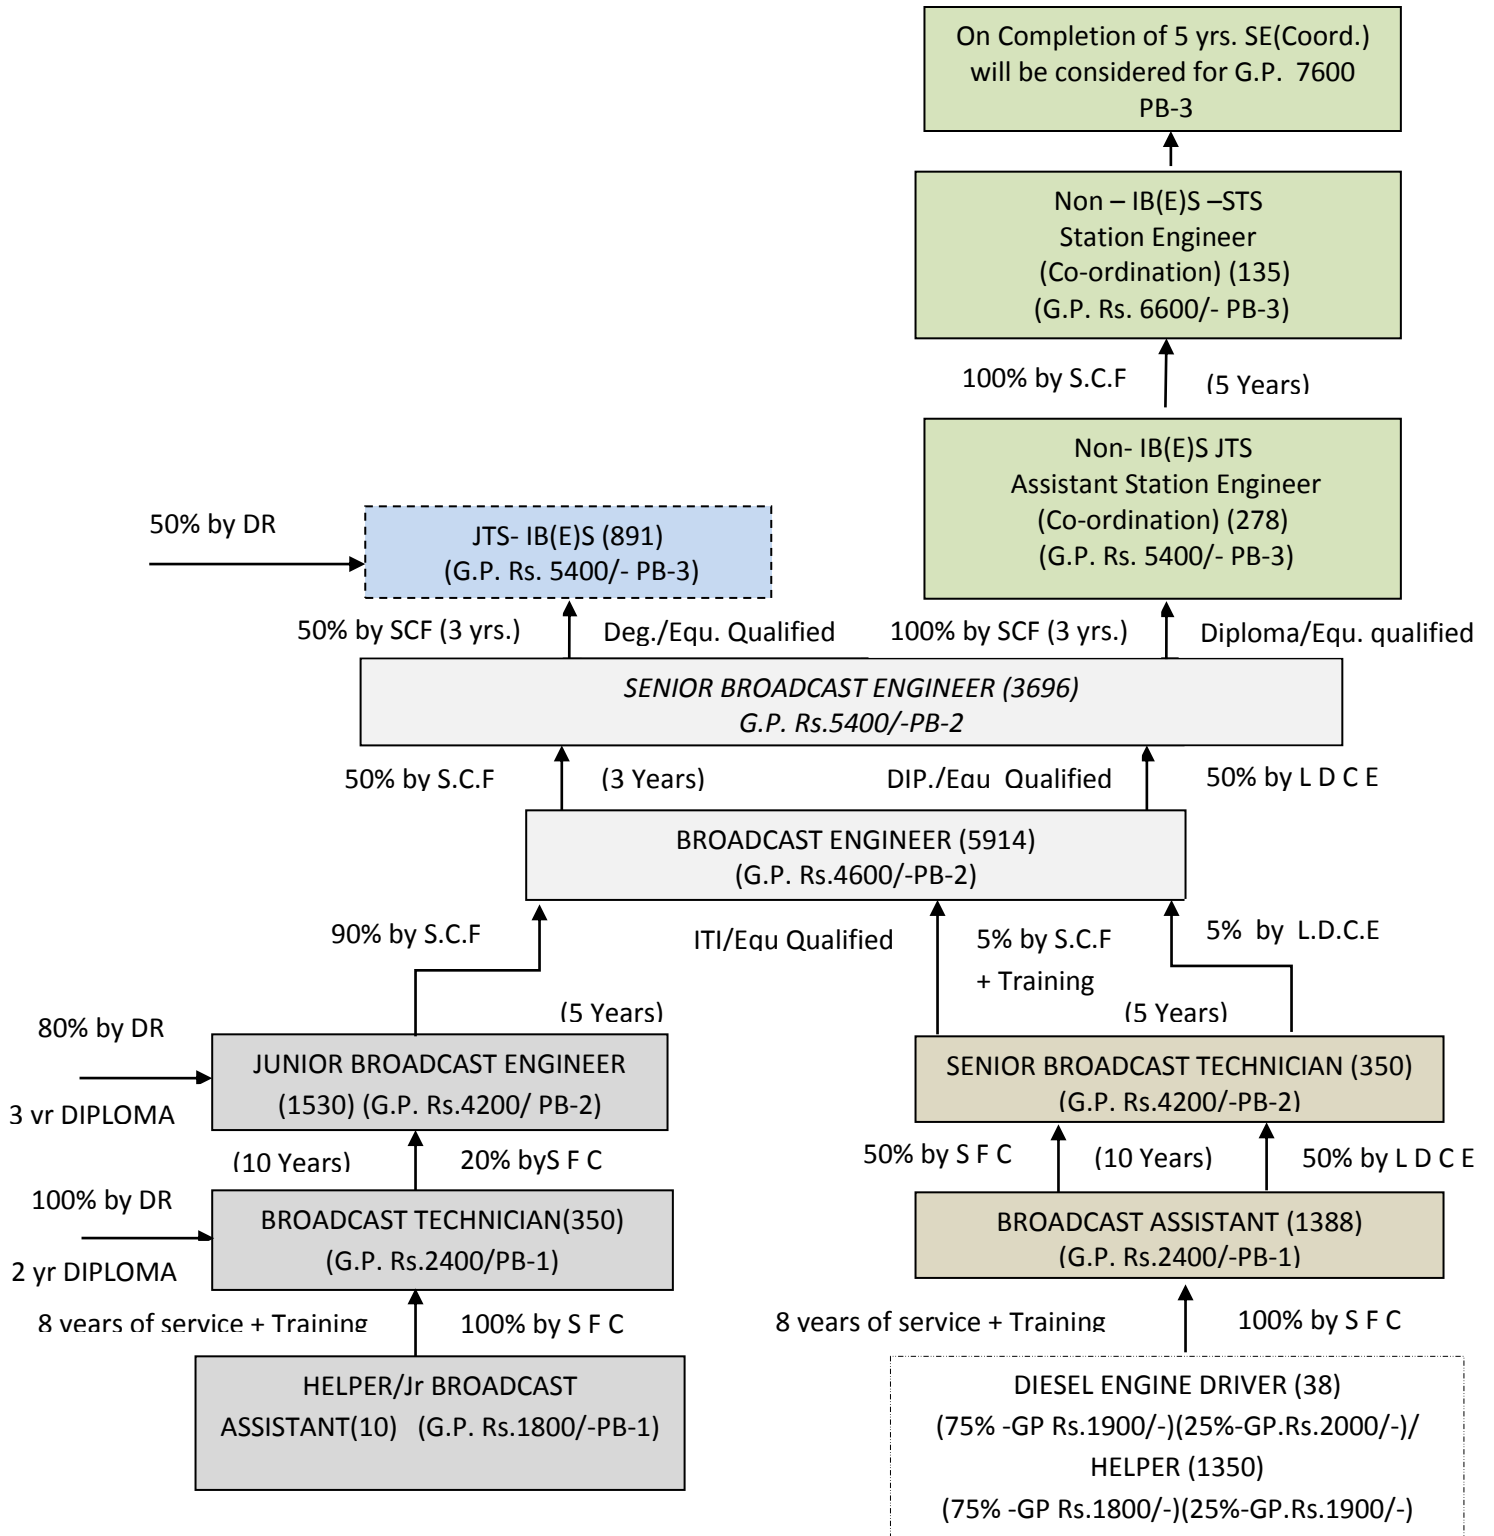 On Completion of 5 yrs. SE(Coord.)
will be considered for G.P.  7600
PB-3
Non – IB(E)S –STS
Station Engineer
(Co-ordination) (135)
(G.P. Rs. 6600/- PB-3)
100% by S.C.F
(5 Years)
Non- IB(E)S JTS
Assistant Station Engineer
(Co-ordination) (278)
(G.P. Rs. 5400/- PB-3)
50% by DR
JTS- IB(E)S (891)
(G.P. Rs. 5400/- PB-3)
50% by SCF (3 yrs.)
Deg./Equ. Qualified
100% by SCF (3 yrs.)
Diploma/Equ. qualified
SENIOR BROADCAST ENGINEER (3696)
G.P. Rs.5400/-PB-2
50% by S.C.F
(3 Years)
DIP./Equ  Qualified
50% by L D C E
BROADCAST ENGINEER (5914)
(G.P. Rs.4600/-PB-2)
90% by S.C.F
ITI/Equ Qualified
5% by S.C.F
+ Training
5%  by  L.D.C.E
(5 Years)
(5 Years)
80% by DR
3 yr DIPLOMA
JUNIOR BROADCAST ENGINEER
(1530) (G.P. Rs.4200/ PB-2)
SENIOR BROADCAST TECHNICIAN (350)
(G.P. Rs.4200/-PB-2)
(10 Years)
20% byS F C
50% by S F C
(10 Years)
50% by L D C E
100% by DR
2 yr DIPLOMA
BROADCAST TECHNICIAN(350)
(G.P. Rs.2400/PB-1)
BROADCAST ASSISTANT (1388)
(G.P. Rs.2400/-PB-1)
8 years of service + Training
100% by S F C
8 years of service + Training
100% by S F C
HELPER/Jr BROADCAST
ASSISTANT(10)   (G.P. Rs.1800/-PB-1)
DIESEL ENGINE DRIVER (38)
(75% -GP Rs.1900/-)(25%-GP.Rs.2000/-)/
HELPER (1350)
(75% -GP Rs.1800/-)(25%-GP.Rs.1900/-)